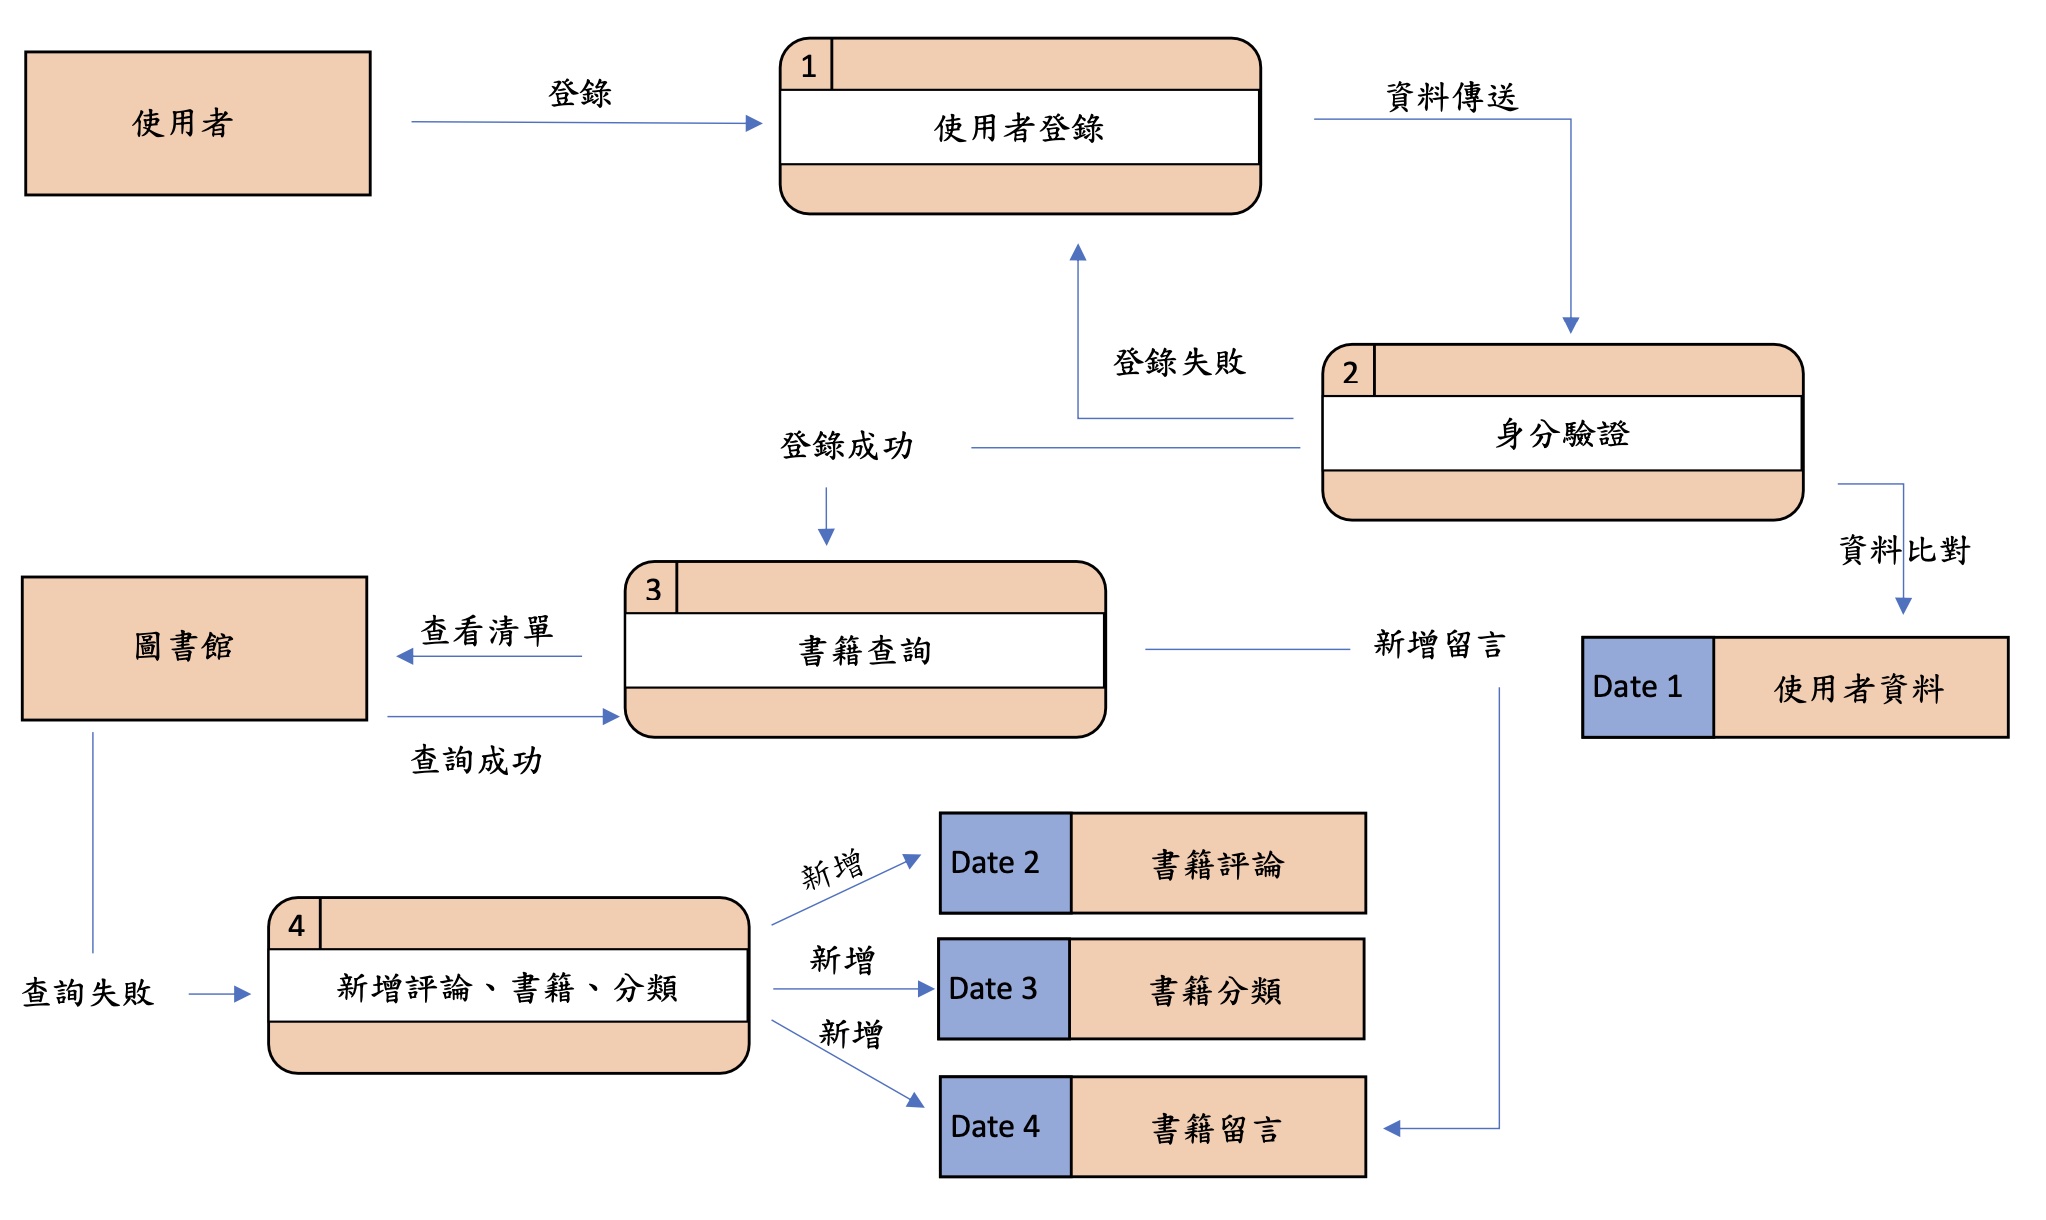 使用者
登錄
1
使用者登錄
資料傳送
登錄失敗
2
身分驗證
登錄成功
資料比對
3
書籍查詢
圖書館
查看清單
查詢成功
新增留言
Date 1
使用者資料
查詢失敗
4
新增評論、書籍、分類
新增
Date 2
書籍評論
新增
Date 3
書籍分類
新增
Date 4
書籍留言